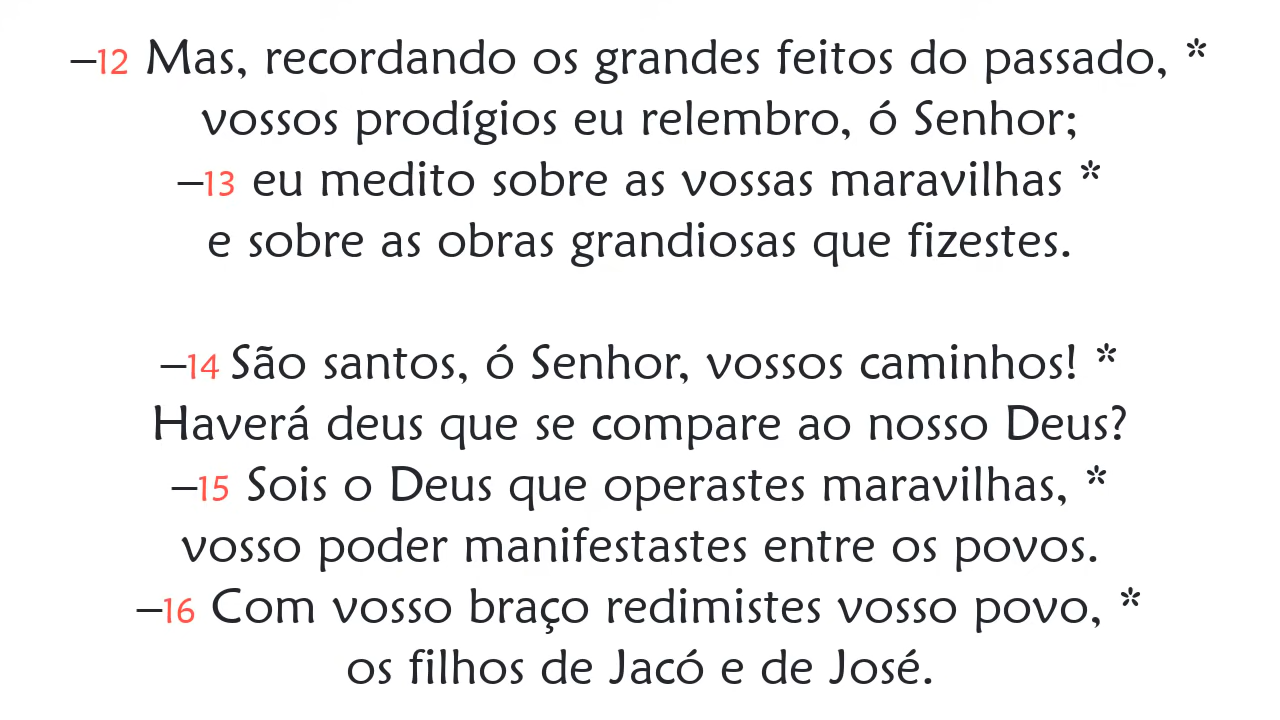 –12 Mas, recordando os grandes feitos do passado, *
vossos prodígios eu relembro, ó Senhor;
–13 eu medito sobre as vossas maravilhas *
e sobre as obras grandiosas que fizestes.
–14 São santos, ó Senhor, vossos caminhos! *
Haverá deus que se compare ao nosso Deus?
–15 Sois o Deus que operastes maravilhas, *
vosso poder manifestastes entre os povos.
–16 Com vosso braço redimistes vosso povo, *
os filhos de Jacó e de José.